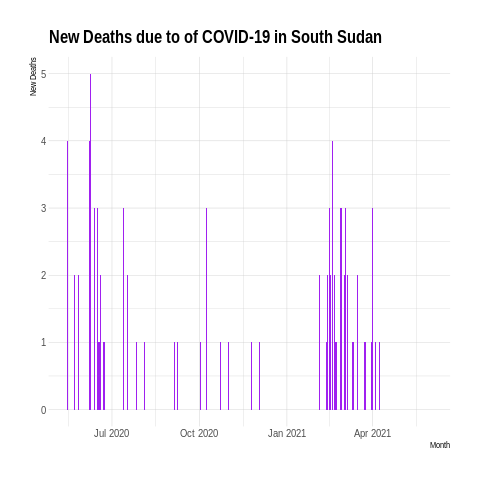 New Deaths due to of COVID-19 in South Sudan
New Deaths
5
4
3
2
1
0
Jul 2020 Oct 2020 Jan 2021 Apr 2021
Month